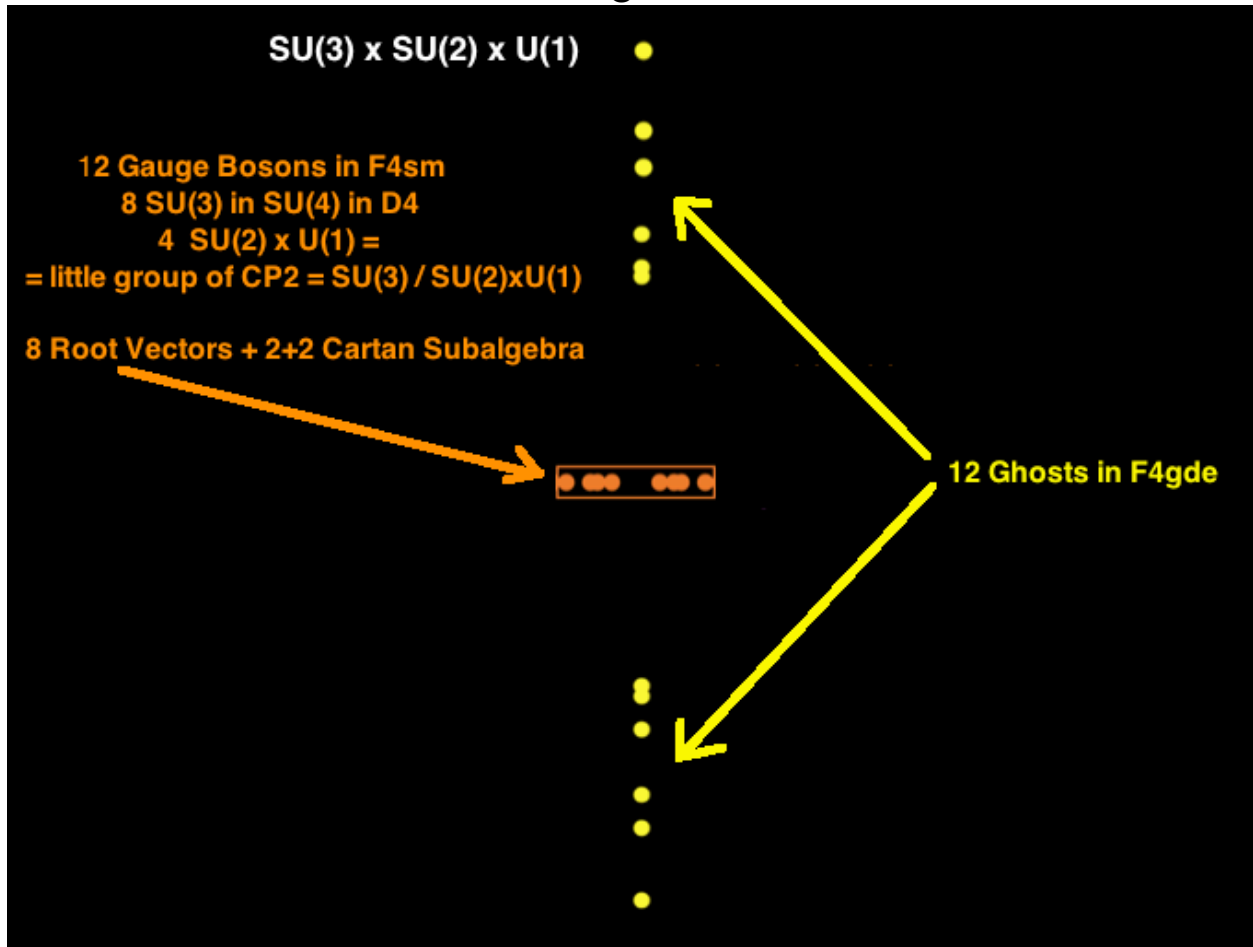 SU(3) x SU(2) x U(1)
12 Gauge Bosons in F4sm
8 SU(3) in SU(4) in D4
4 SU(2) x U(1) =
= little group of CP2 = SU(3) / SU(2)xU(1)
8 Root Vectors + 2+2 Cartan Subalgebra
12 Ghosts in F4gde